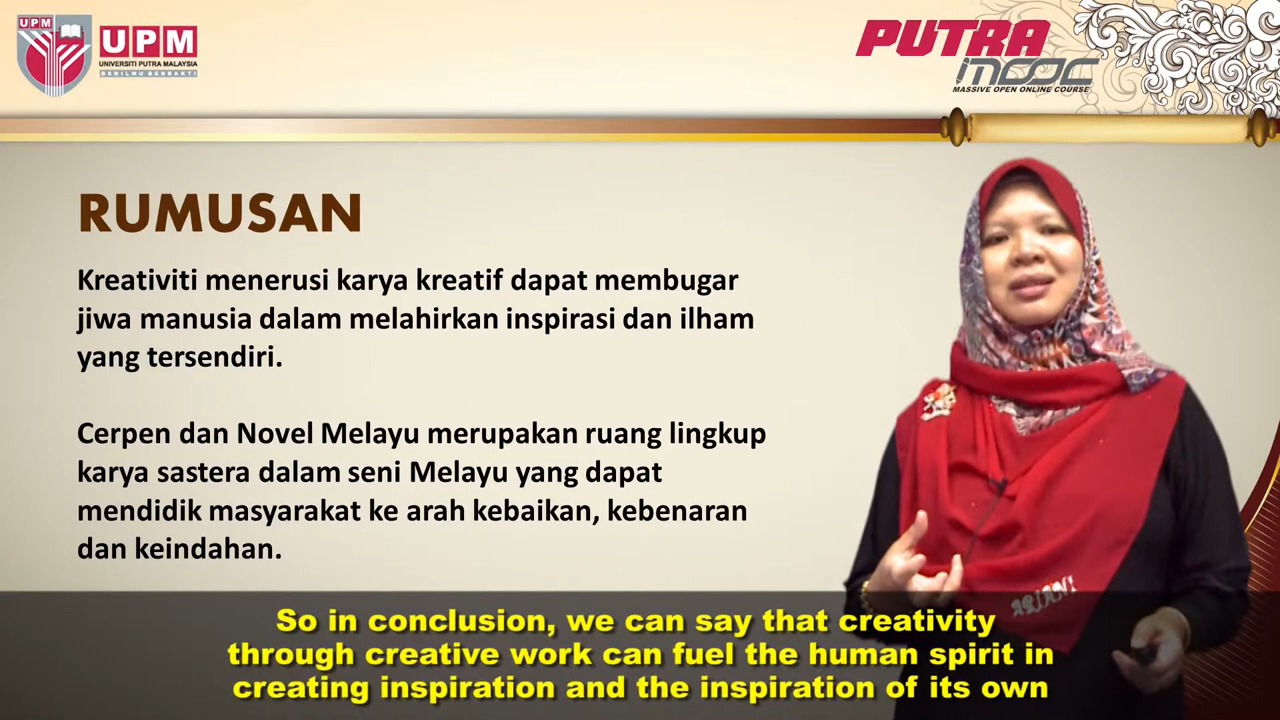 UPM
UPM
UNIVERSITI PUTRA MALAYSIA
BERILMU BERBAKTI
PUTRA
mooc
MASSIVE OPEN ONLINE COURSE
RUMUSAN
Kreativiti menerusi karya kreatif dapat membugar
jiwa manusia dalam melahirkan inspirasi dan ilham
yang tersendiri.
Cerpen dan Novel Melayu merupakan ruang lingkup
karya sastera dalam seni Melayu yang dapat
mendidik masyarakat ke arah kebaikan, kebenaran
dan keindahan.
ARIANI
So in conclusion, we can say that creativity
through creative work can fuel the human spirit in
creating inspiration and the inspiration of its own